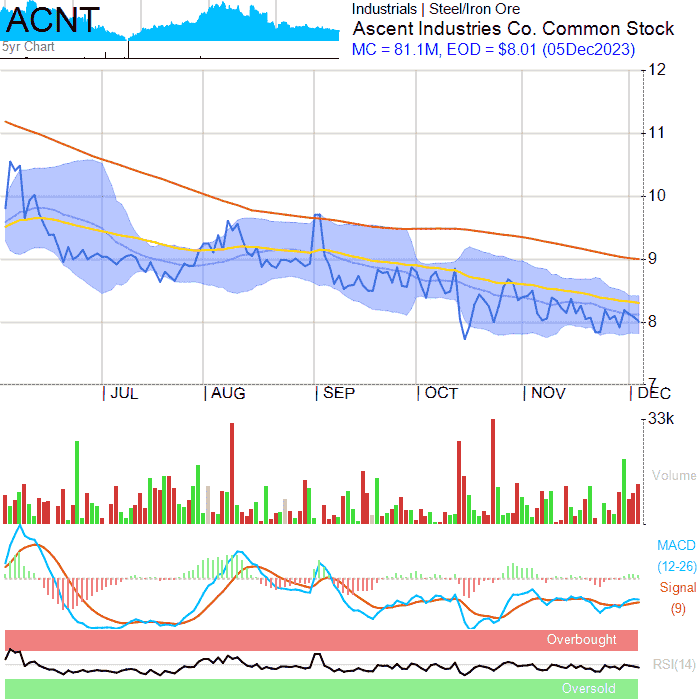 ACNT
5yr Chart
Industrials | Steel/Iron Ore
Ascent Industries Co. Common Stock
MC = 81.1M, EOD = $8.01 (05Dec2023)
12
11
10
9
8
7
JUL AUG SEP OCT NOV DEC
33k
Volume
MACD
(12-26)
Signal
(9)
Overbought
RSI(14)
Oversold